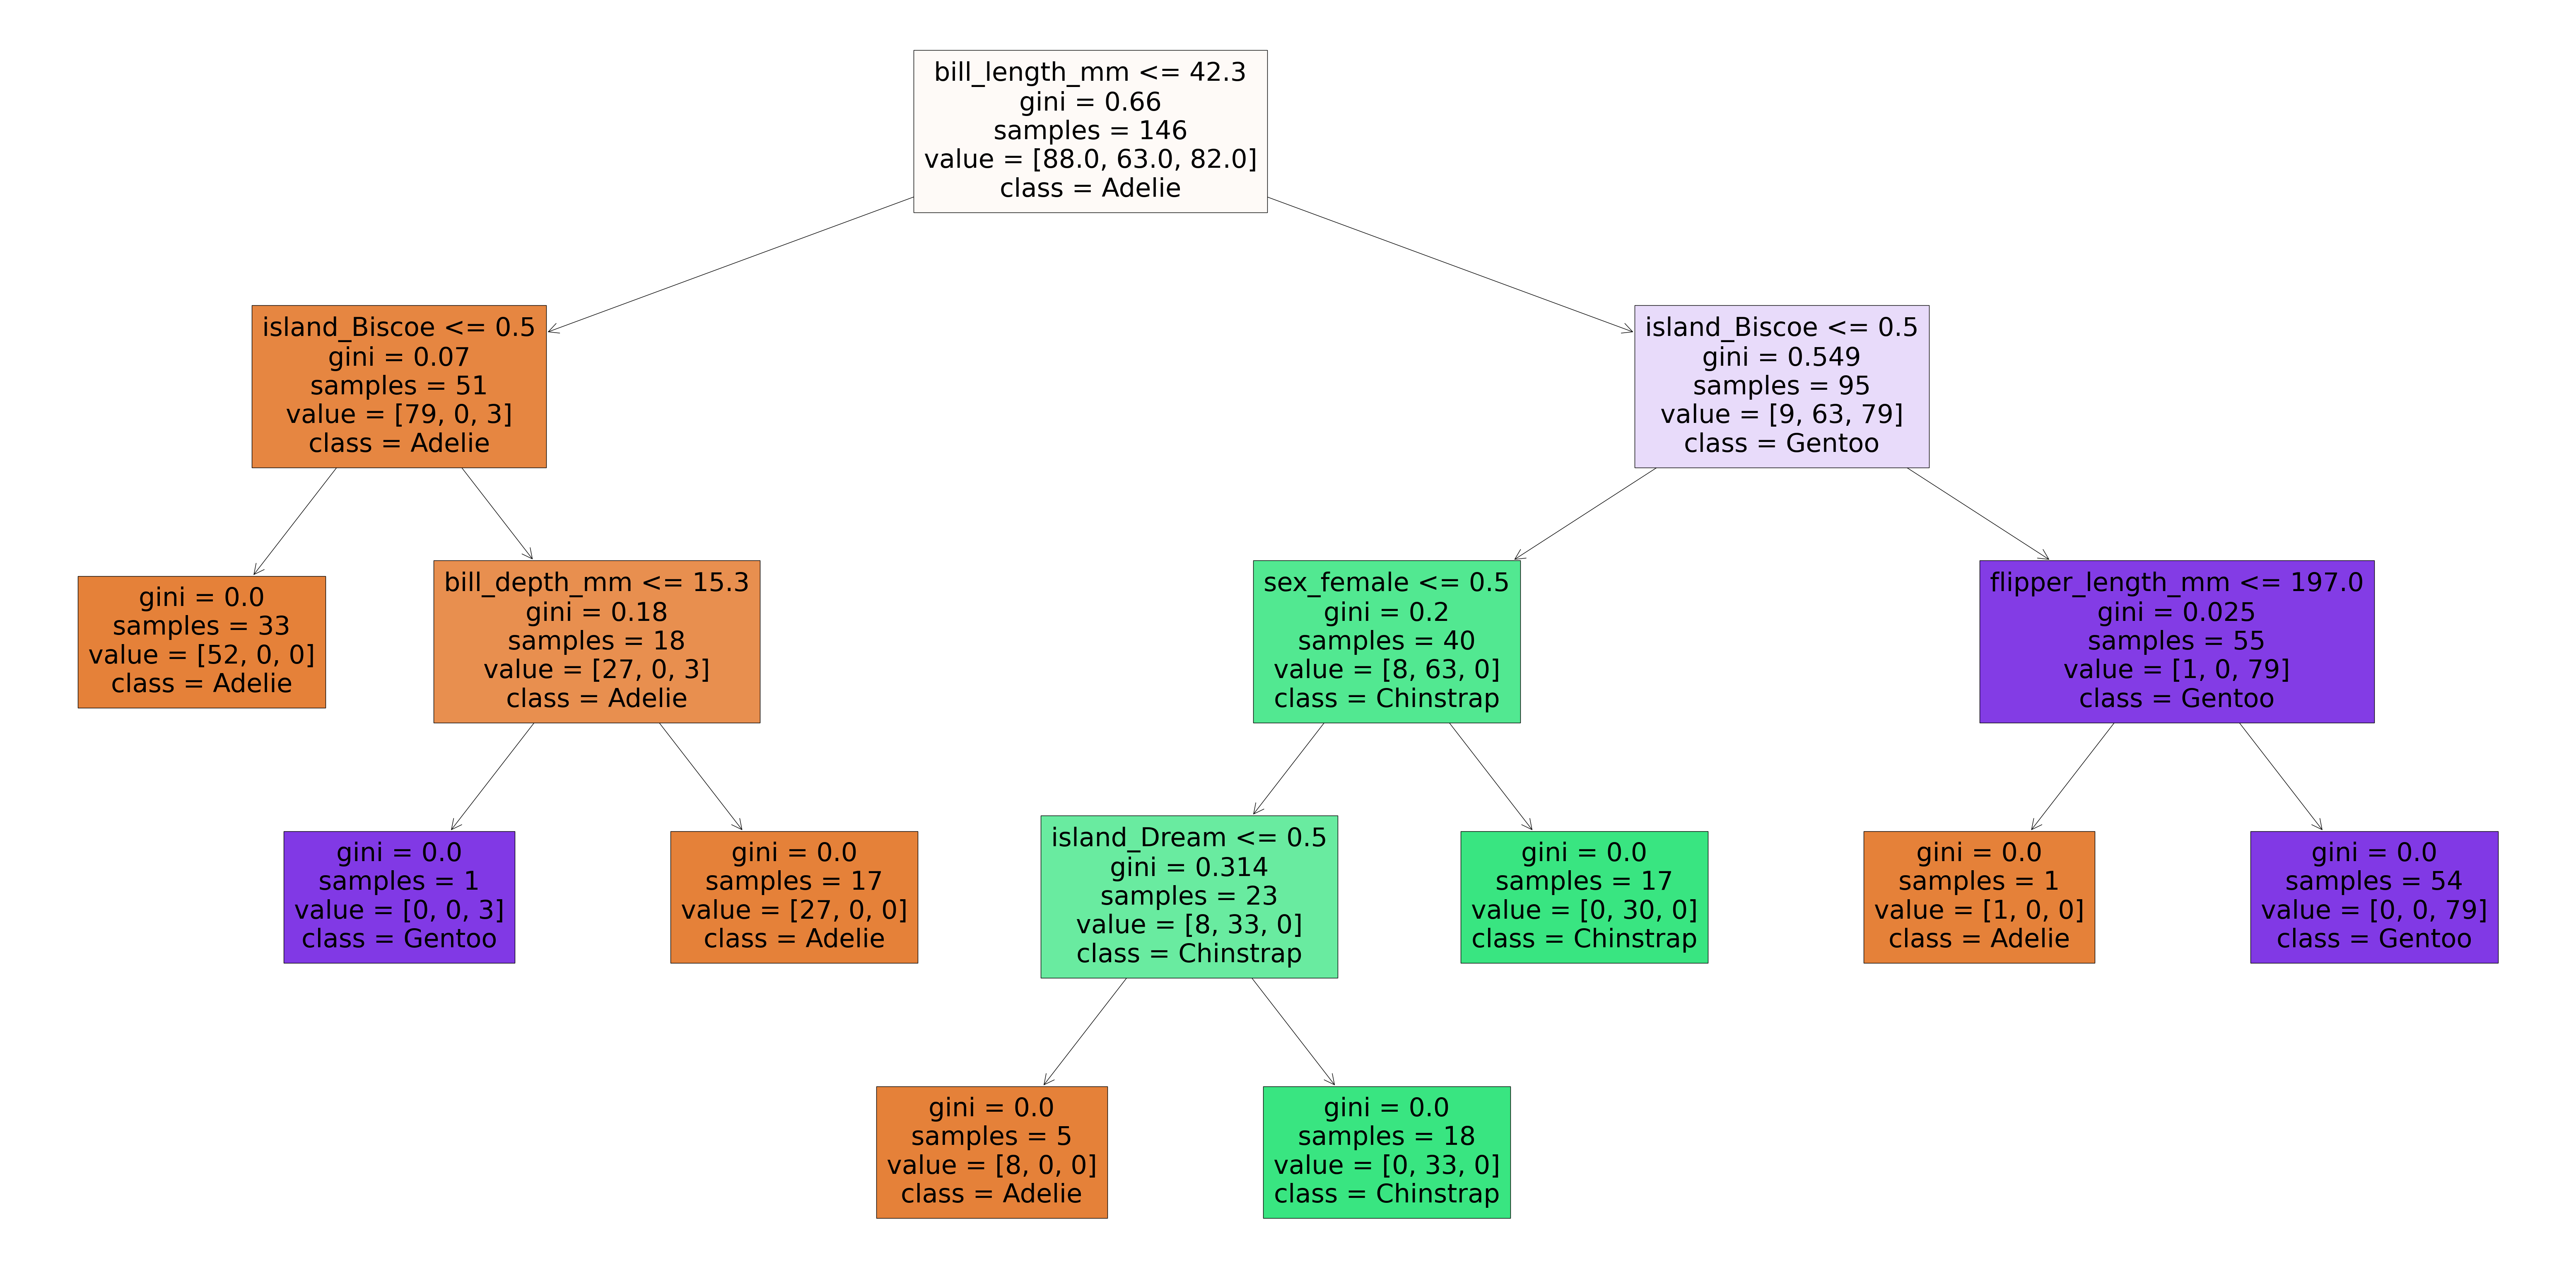 bill_length_mm <= 42.3
gini = 0.66
samples = 146
value = [88.0, 63.0, 82.0]
class = Adelie
island_Biscoe <= 0.5
gini = 0.07
samples = 51
value = [79, 0, 3]
class = Adelie
island_Biscoe <= 0.5
gini = 0.549
samples = 95
value = [9, 63, 79]
class = Gentoo
gini = 0.0
samples = 33
value = [52, 0, 0]
class = Adelie
bill_depth_mm <= 15.3
gini = 0.18
samples = 18
value = [27, 0, 3]
class = Adelie
sex_female <= 0.5
gini = 0.2
samples = 40
value = [8, 63, 0]
class = Chinstrap
flipper_length_mm <= 197.0
gini = 0.025
samples = 55
value = [1, 0, 79]
class = Gentoo
gini = 0.0
samples = 1
value = [0, 0, 3]
class = Gentoo
gini = 0.0
samples = 17
value = [27, 0, 0]
class = Adelie
island_Dream <= 0.5
gini = 0.314
samples = 23
value = [8, 33, 0]
class = Chinstrap
gini = 0.0
samples = 17
value = [0, 30, 0]
class = Chinstrap
gini = 0.0
samples = 1
value = [1, 0, 0]
class = Adelie
gini = 0.0
samples = 54
value = [0, 0, 79]
class = Gentoo
gini = 0.0
samples = 5
value = [8, 0, 0]
class = Adelie
gini = 0.0
samples = 18
value = [0, 33, 0]
class = Chinstrap